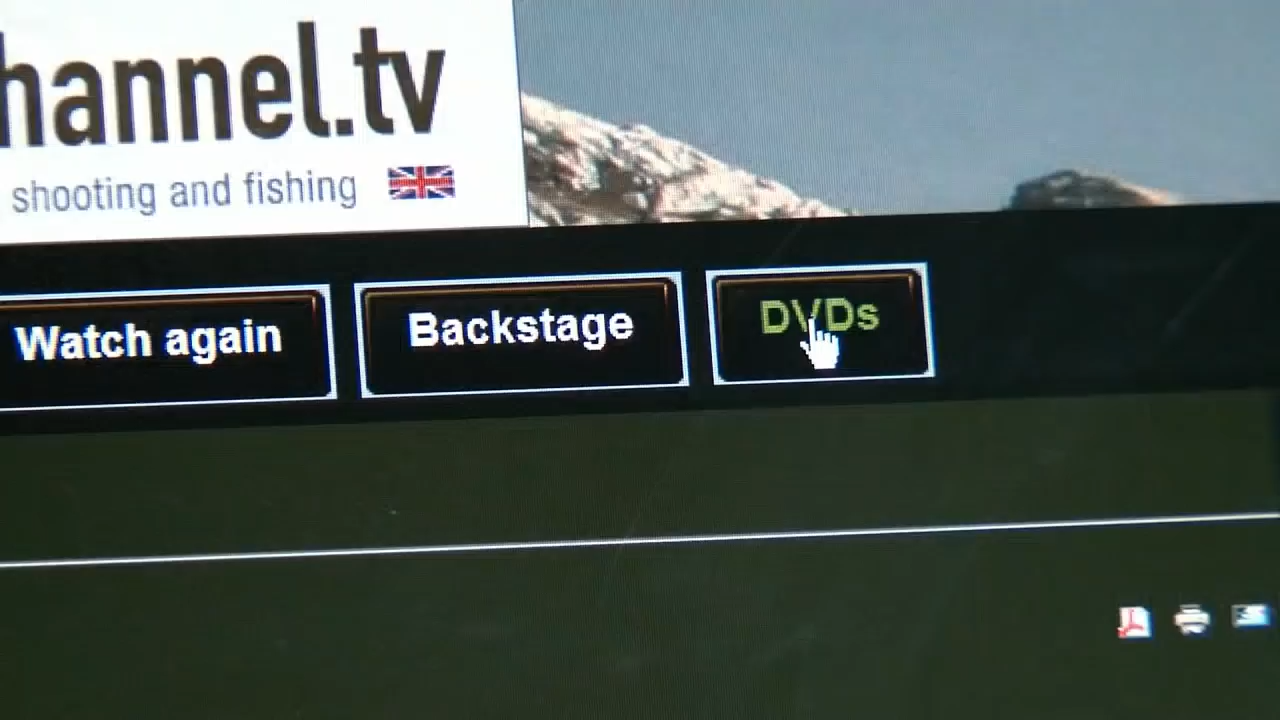 hannel.tv
shooting and fishing
Watch again
Backstage
DVDs